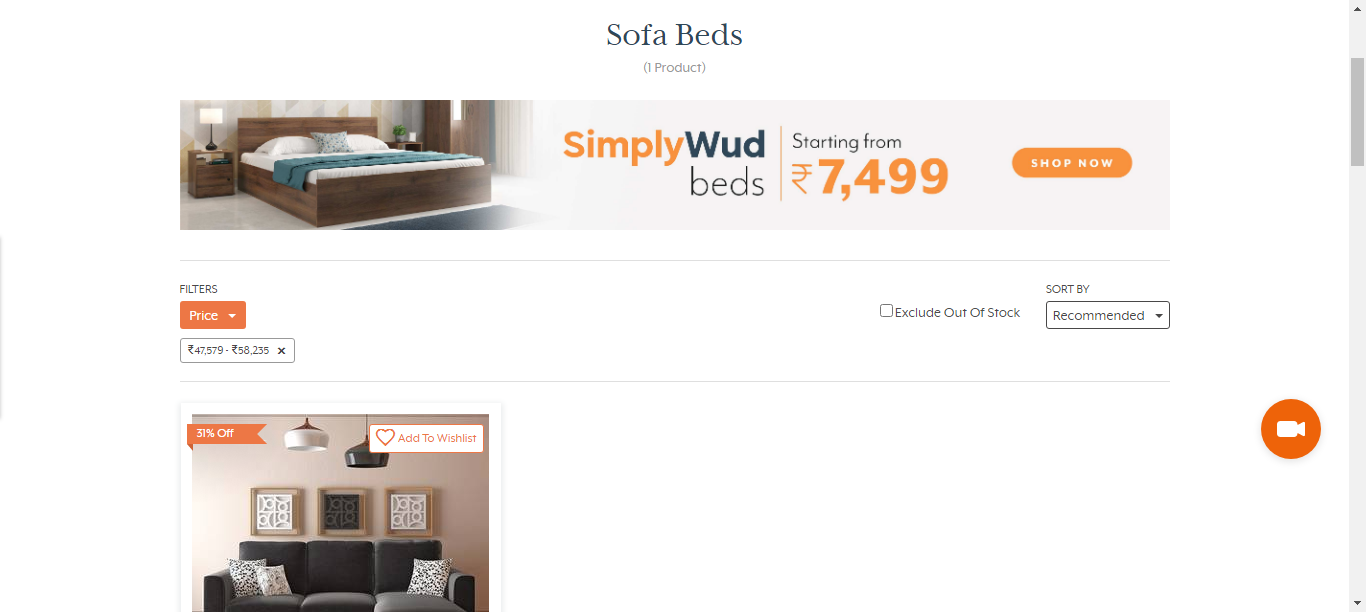 Sofa Beds
(1 Product)
SimplyWud
beds
Starting from
₹7,499
SHOP NOW
FILTERS
Price
Exclude Out Of Stock
SORT BY
Recommended
₹47,579 - ₹58,235 ×
31% Off
Add To Wishlist